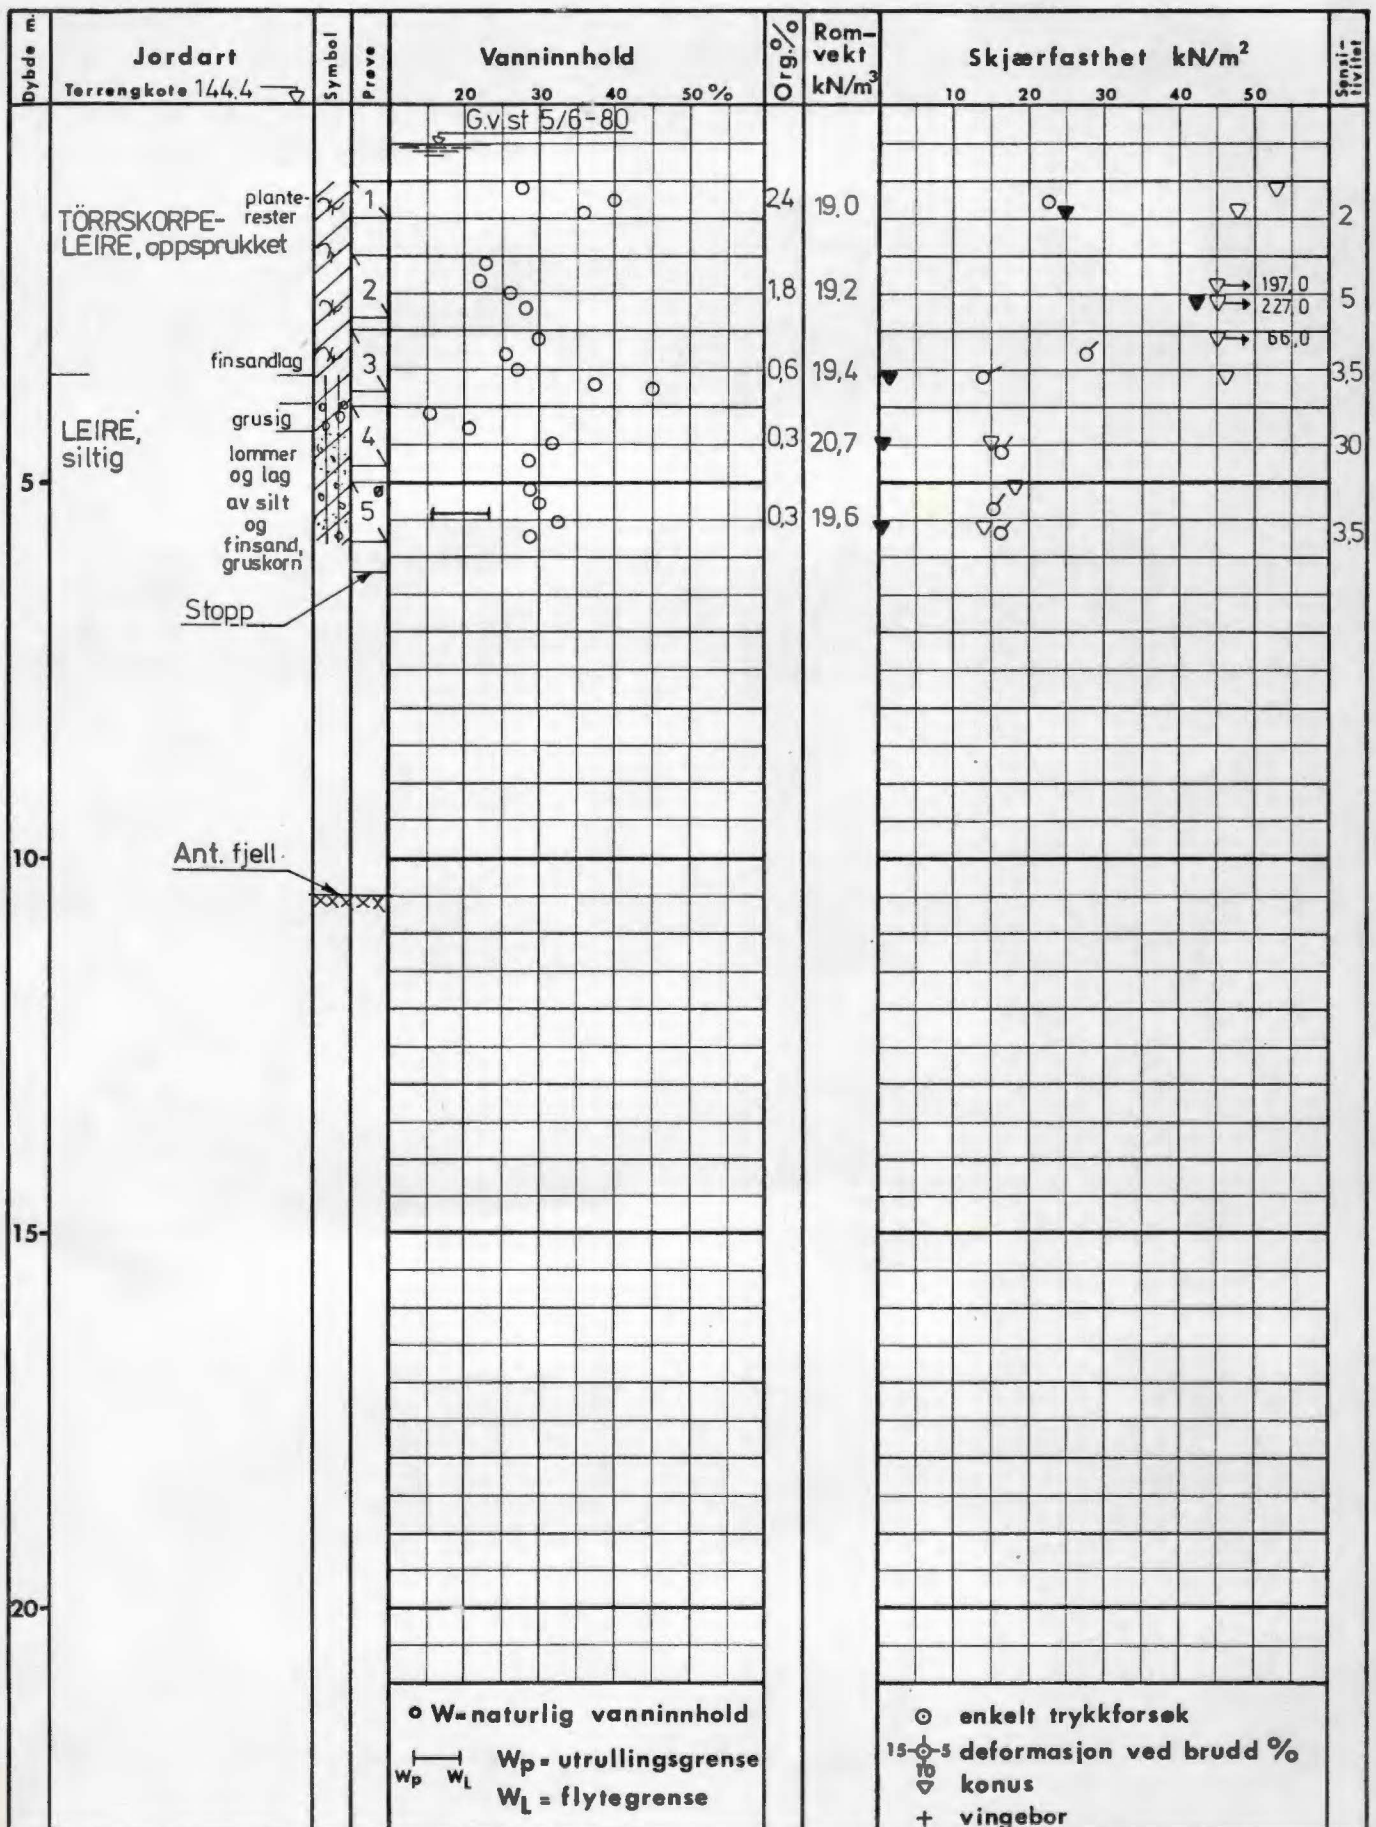 Dybde m.
Jordart
Terrengkote 144.4
Symbol
Prøve
Vanninnhold
20 30 40 50 %
Org.%
Rom-
vekt
kN/m³
Skjærfasthet kN/m²
10 20 30 40 50
Sensi-
tivitet
G.v.st 5/6-80
plante-
rester
TÖRRSKORPE-
LEIRE, oppsprukket
1
2,4
19,0
2
2
1,8
19.2
197,0
227,0
5
66,0
finsandlag
3
0,6
19,4
3,5
grusig
LEIRE,
siltig
4
0,3
20,7
30
lommer
og lag
av silt
og
finsand,
gruskorn
5
5
0,3
19,6
3,5
Stopp
10
Ant. fjell
15
20
W=naturlig vanninnhold
Wp WL
Wp = utrullingsgrense
WL = flytegrense
enkelt trykkforsøk
15 5 deformasjon ved brudd %
10
konus
+ vingebor